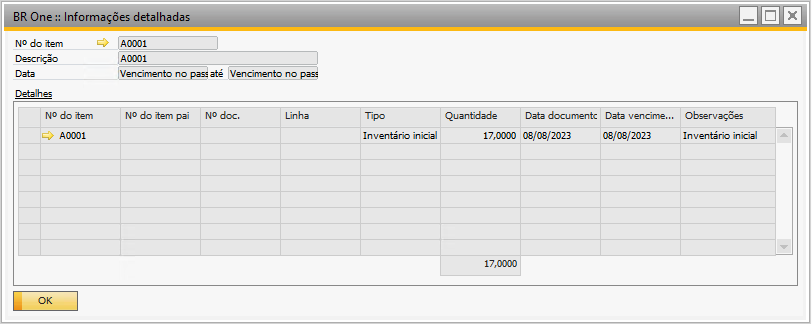 BR One :: Informações detalhadas
Nº do item A0001
Descrição A0001
Data Vencimento no pass até Vencimento no pass
Detalhes
Nº do item Nº do item pai Nº doc. Linha Tipo Quantidade Data documento Data vencime... Observações
A0001 Inventário inicial 17,0000 08/08/2023 08/08/2023 Inventário inicial
17,0000
OK